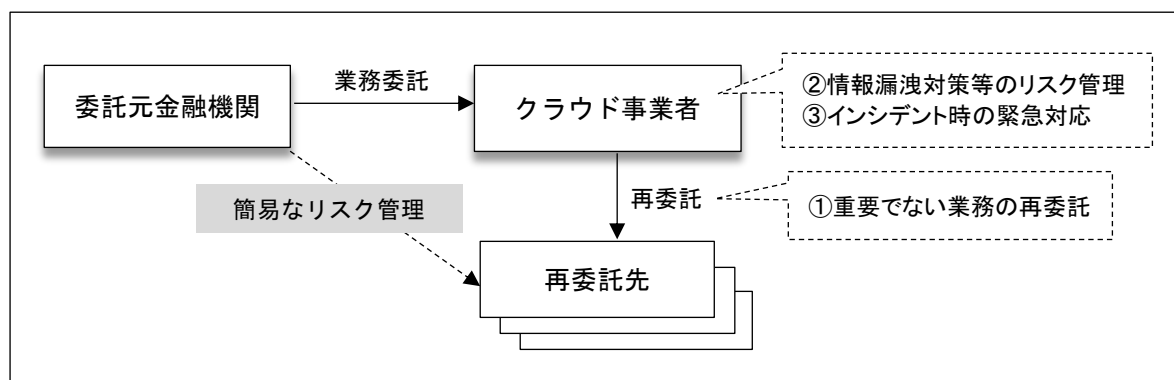 委託元金融機関
業務委託
クラウド事業者
②情報漏洩対策等のリスク管理
③インシデント時の緊急対応
簡易なリスク管理
再委託
①重要でない業務の再委託
再委託先